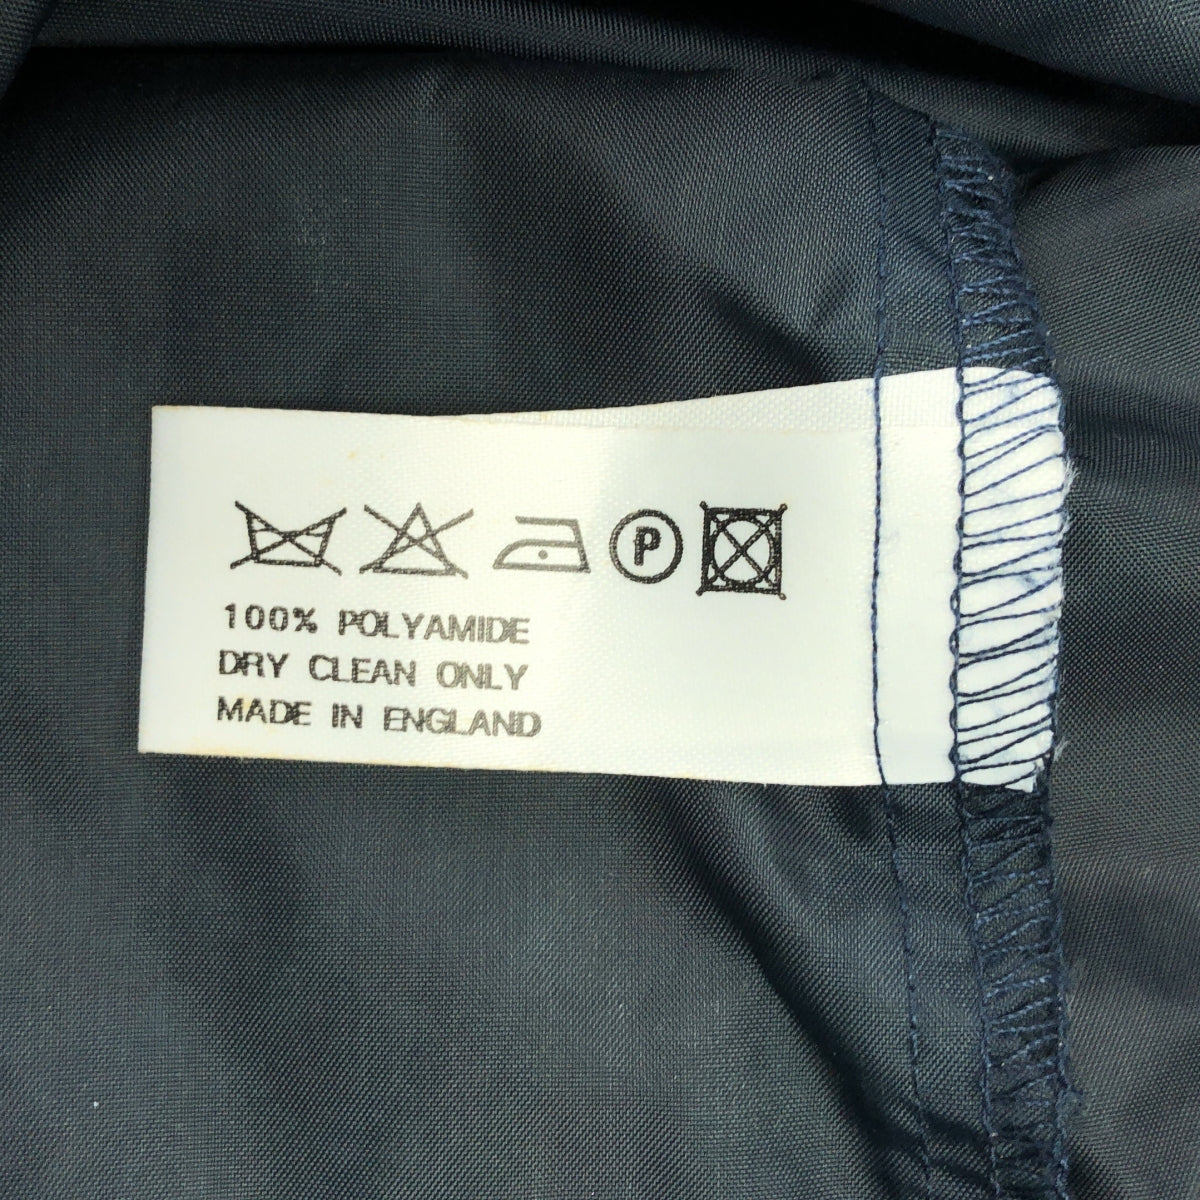 P
100% POLYAMIDE
DRY CLEAN ONLY
MADE IN ENGLAND